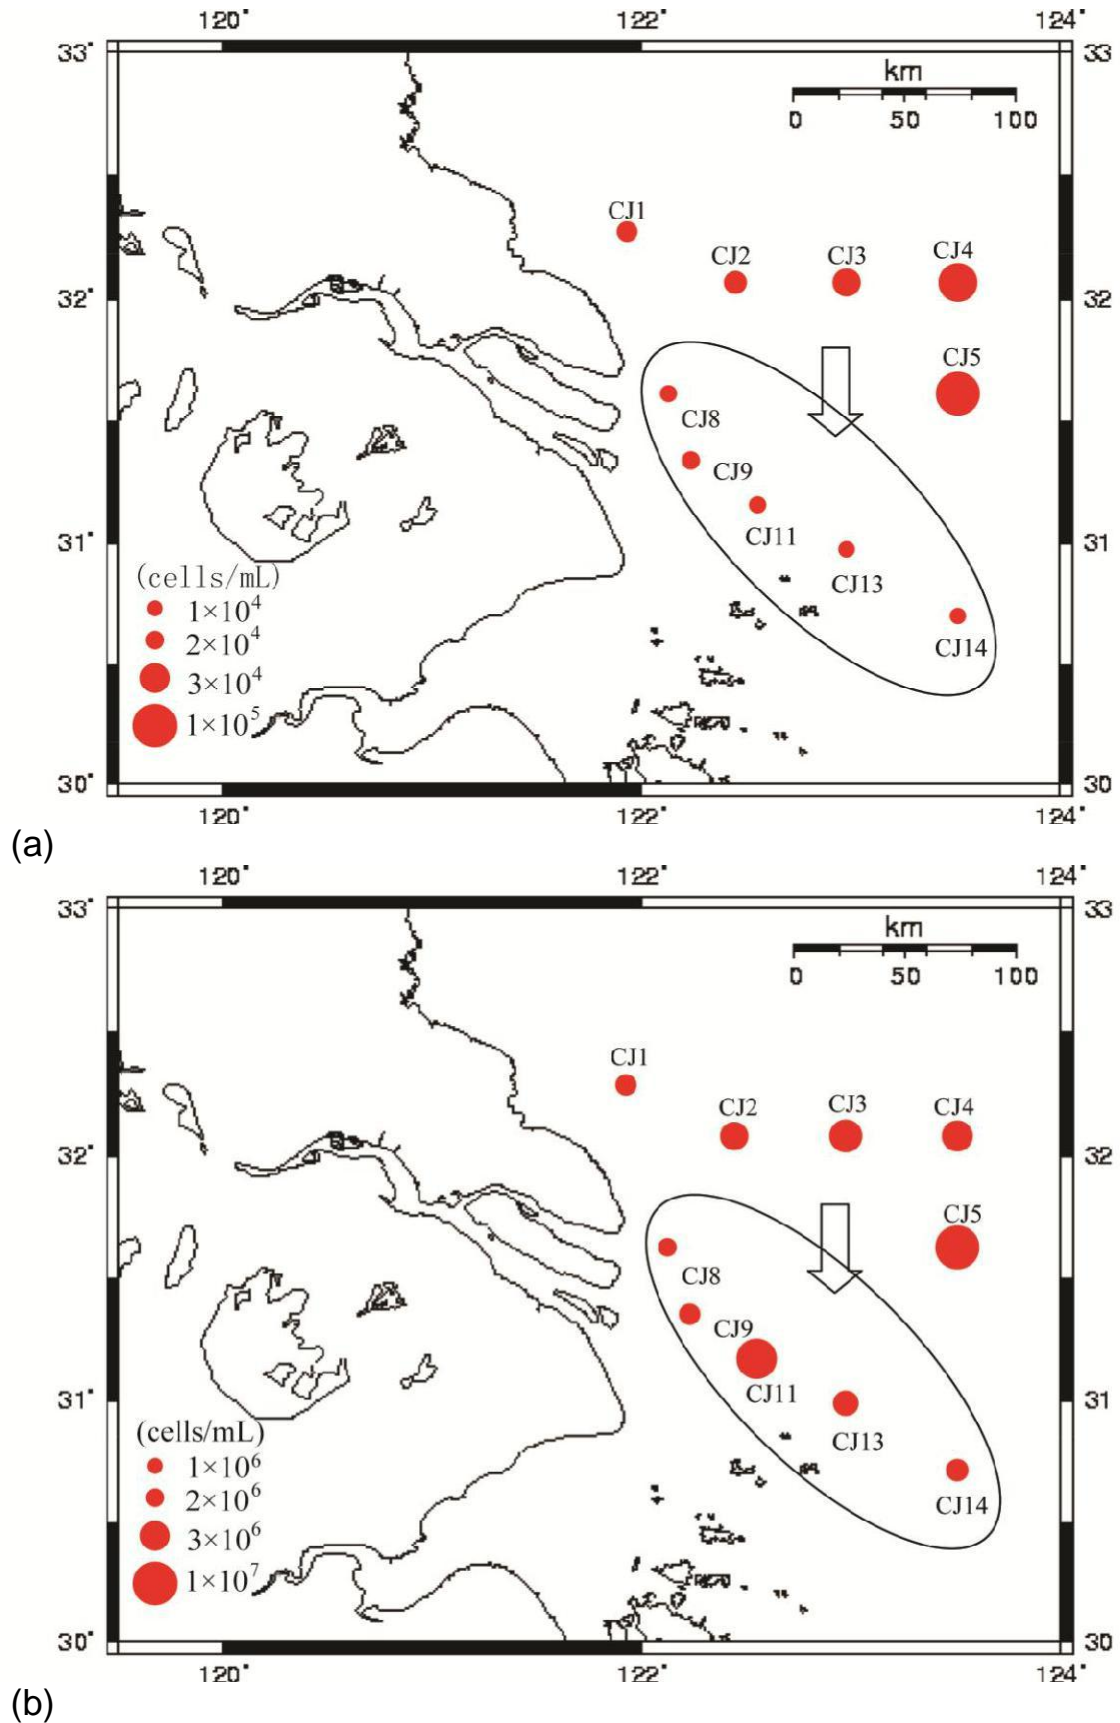 120° 122° 124°
33° 33
km
0 50 100
CJ1
CJ2 CJ3 CJ4
32° 32
CJ5
CJ8
CJ9
CJ11
31° 31
CJ13
CJ14
(cells/mL)
1×10⁴
2×10⁴
3×10⁴
1×10⁵
30° 30
120° 122° 124°
(a)
120° 122° 124°
33° 33
km
0 50 100
CJ1
CJ2 CJ3 CJ4
32° 32
CJ5
CJ8
CJ9
CJ11
31° 31
CJ13
CJ14
(cells/mL)
1×10⁶
2×10⁶
3×10⁶
1×10⁷
30° 30
120° 122° 124°
(b)